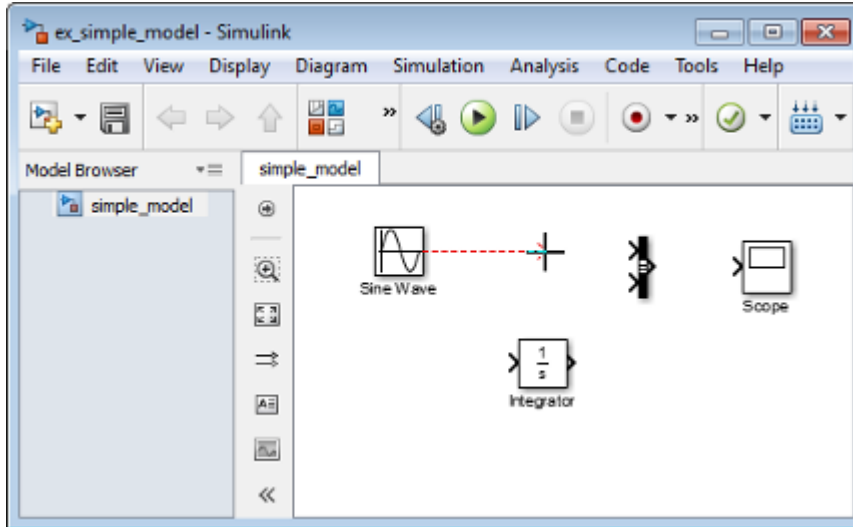 ex_simple_model - Simulink
File Edit View Display Diagram Simulation Analysis Code Tools Help
Model Browser
simple_model
simple_model
Sine Wave
Scope
1
s
Integrator